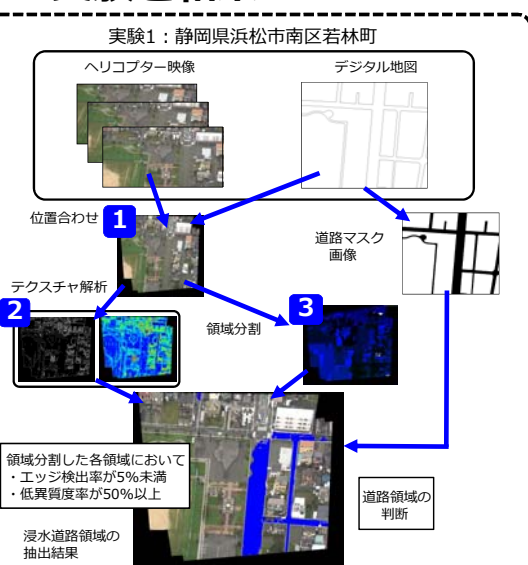 実験1：静岡県浜松市南区若林町
ヘリコプター映像
デジタル地図
位置合わせ
1
道路マスク
画像
テクスチャ解析
2
3
領域分割
領域分割した各領域において
・エッジ検出率が5%未満
・低異質度率が50%以上
道路領域の
判断
浸水道路領域の
抽出結果